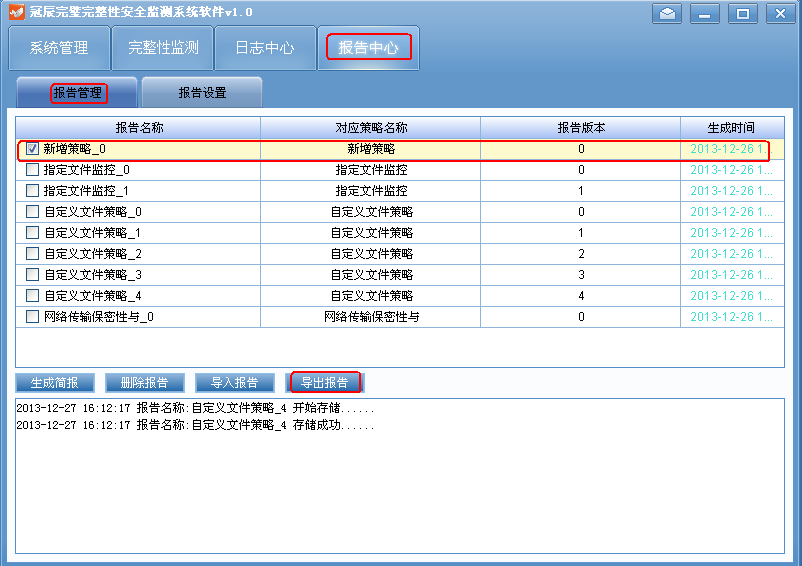 冠辰完璧完整性安全监测系统软件v1.0
系统管理 完整性监测 日志中心 报告中心
报告管理 报告设置
报告名称 对应策略名称 报告版本 生成时间
新增策略_0 新增策略 0 2013-12-26 1...
指定文件监控_0 指定文件监控 0 2013-12-26 1...
指定文件监控_1 指定文件监控 1 2013-12-26 1...
自定义文件策略_0 自定义文件策略 0 2013-12-26 1...
自定义文件策略_1 自定义文件策略 1 2013-12-26 1...
自定义文件策略_2 自定义文件策略 2 2013-12-26 1...
自定义文件策略_3 自定义文件策略 3 2013-12-26 1...
自定义文件策略_4 自定义文件策略 4 2013-12-26 1...
网络传输保密性与_0 网络传输保密性与 0 2013-12-26 1...
生成简报 删除报告 导入报告 导出报告
2013-12-27 16:12:17 报告名称:自定义文件策略_4 开始存储......
2013-12-27 16:12:17 报告名称:自定义文件策略_4 存储成功......